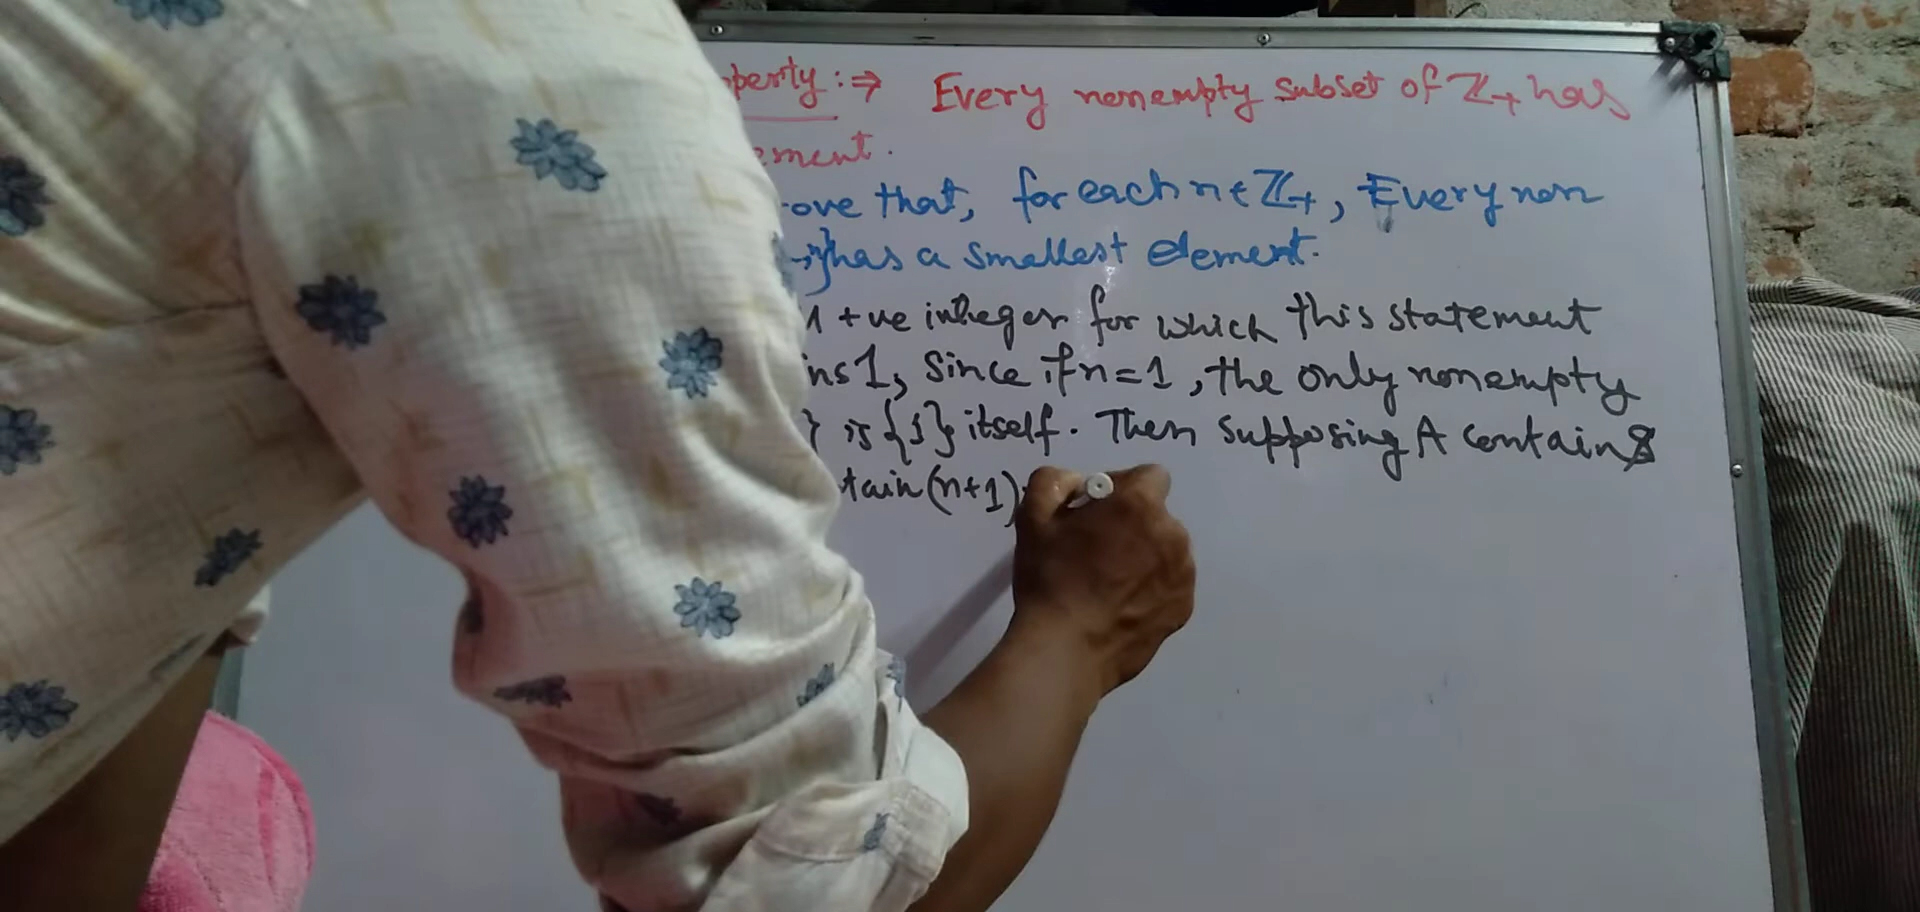 perty :⇒ Every nonempty subset of ℤ+ has
ement.
ove that, for each n ∈ ℤ+, Every non
} has a smallest element.
+ve integer for which this statement
ns 1, Since if n=1, the only nonempty
} is {1} itself. Then supposing A contains
tain (n+1)